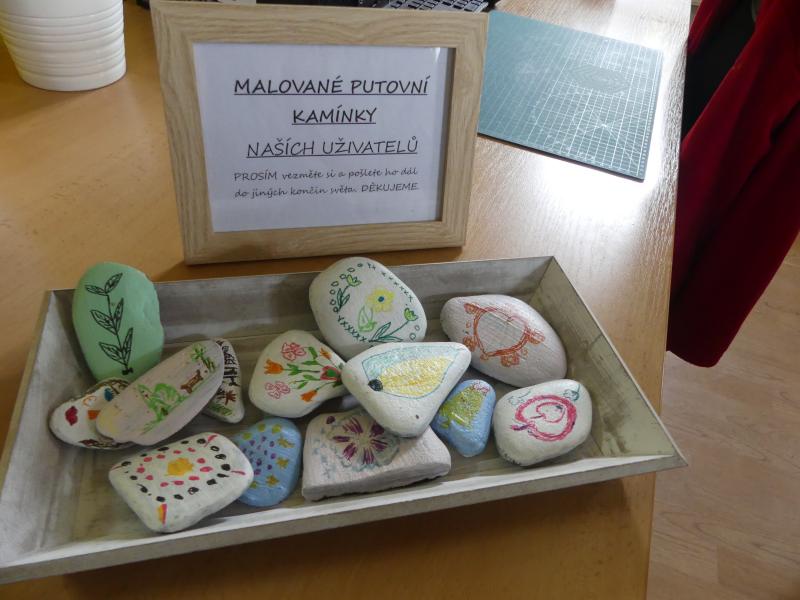 MALOVANÉ PUTOVNÍ
KAMÍNKY
NAŠICH UŽIVATELŮ
PROSÍM vezměte si a pošlete ho dál
do jiných končin světa. DĚKUJEME